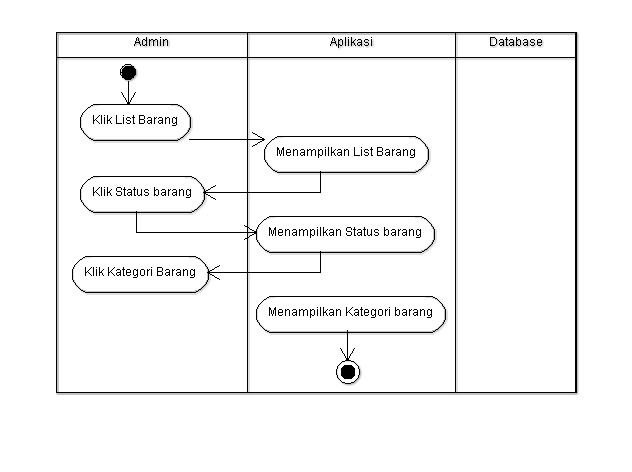 Admin
Aplikasi
Database
Klik List Barang
Menampilkan List Barang
Klik Status barang
Menampilkan Status barang
Klik Kategori Barang
Menampilkan Kategori barang